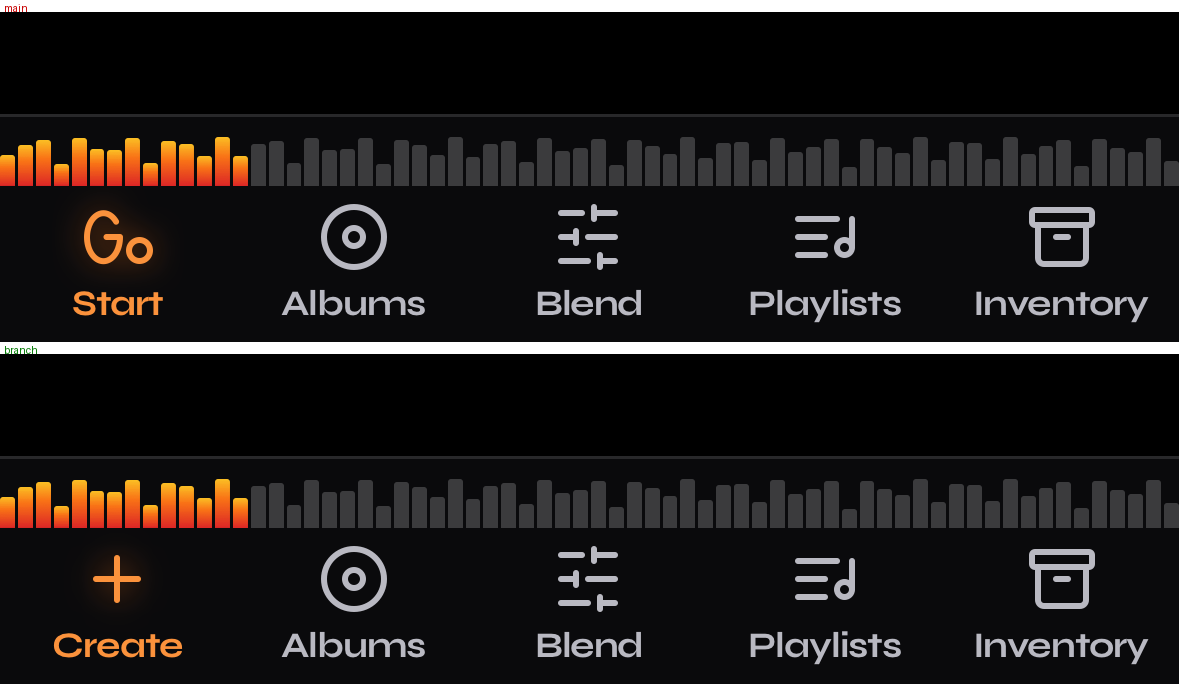 main
Go
Start Albums Blend Playlists Inventory
branch
Create Albums Blend Playlists Inventory